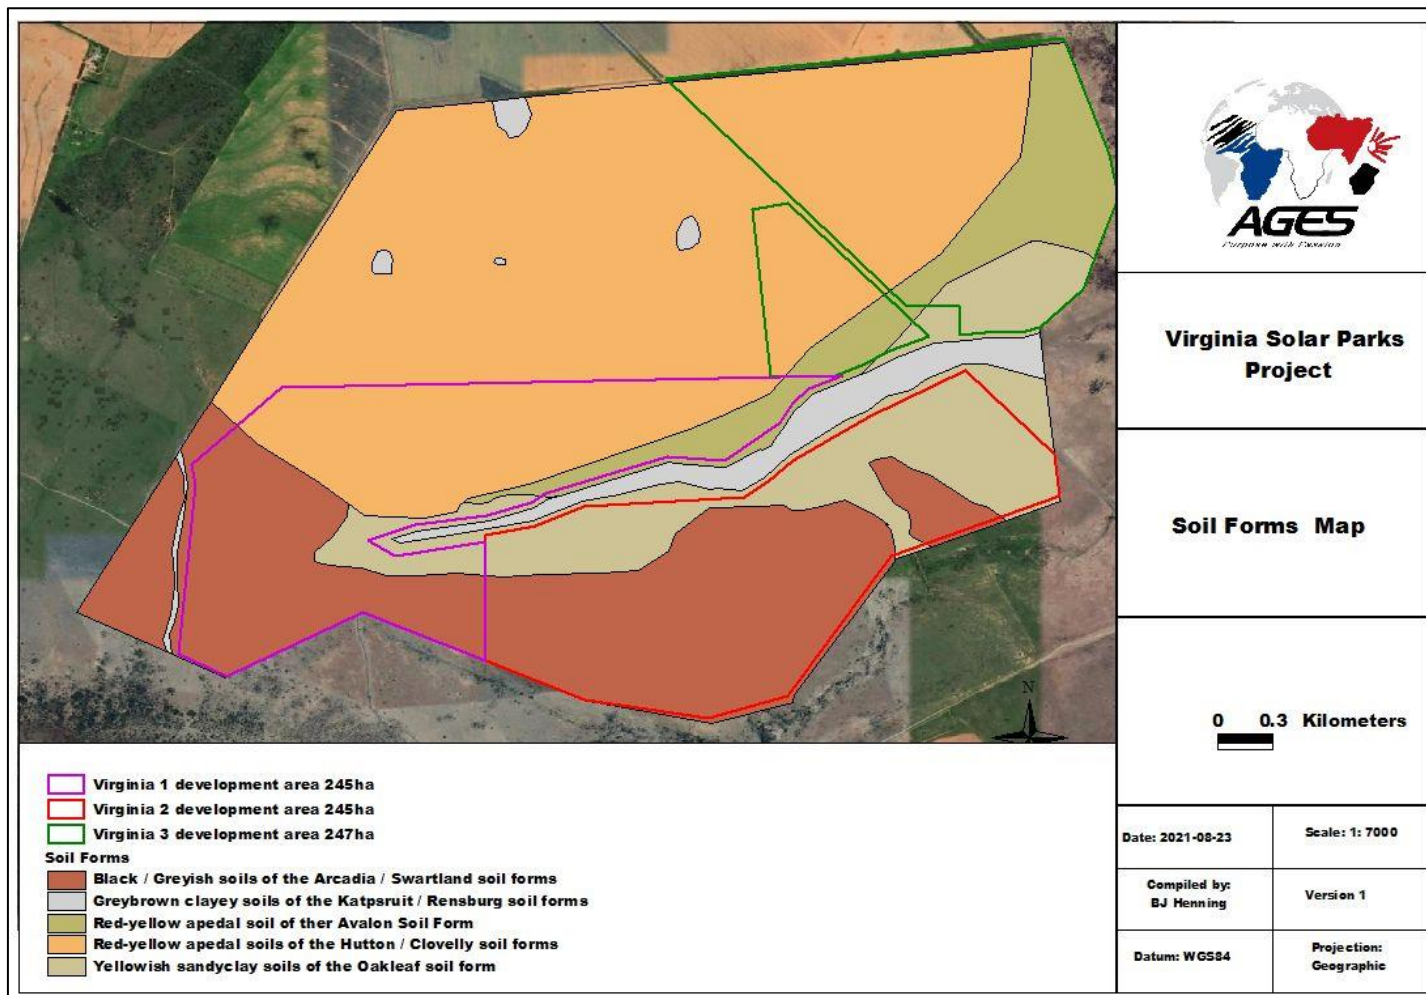 N
AGES
Purpose with Passion
Virginia Solar Parks
Project
Soil Forms Map
0 0.3 Kilometers
Virginia 1 development area 245ha
Virginia 2 development area 245ha
Virginia 3 development area 247ha
Soil Forms
Black / Greyish soils of the Arcadia / Swartland soil forms
Greybrown clayey soils of the Katpsruit / Rensburg soil forms
Red-yellow apedal soil of ther Avalon Soil Form
Red-yellow apedal soils of the Hutton / Clovelly soil forms
Yellowish sandyclay soils of the Oakleaf soil form
Date: 2021-08-23
Scale: 1: 7000
Compiled by:
BJ Henning
Version 1
Datum: WGS84
Projection:
Geographic